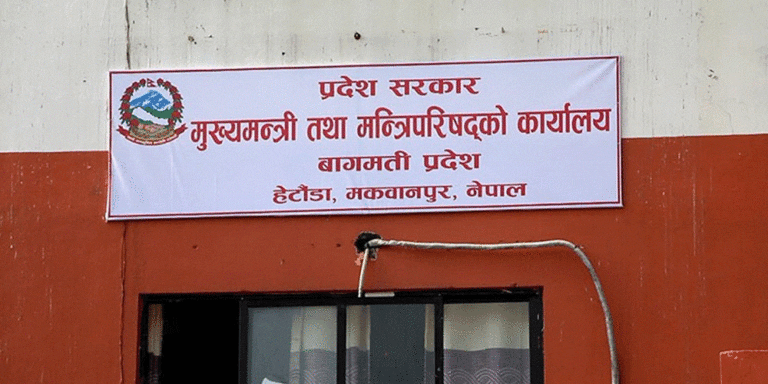 प्रदेश सरकार
मुख्यमन्त्री तथा मन्त्रिपरिषद्को कार्यालय
बागमती प्रदेश
हेटौंडा, मकवानपुर, नेपाल